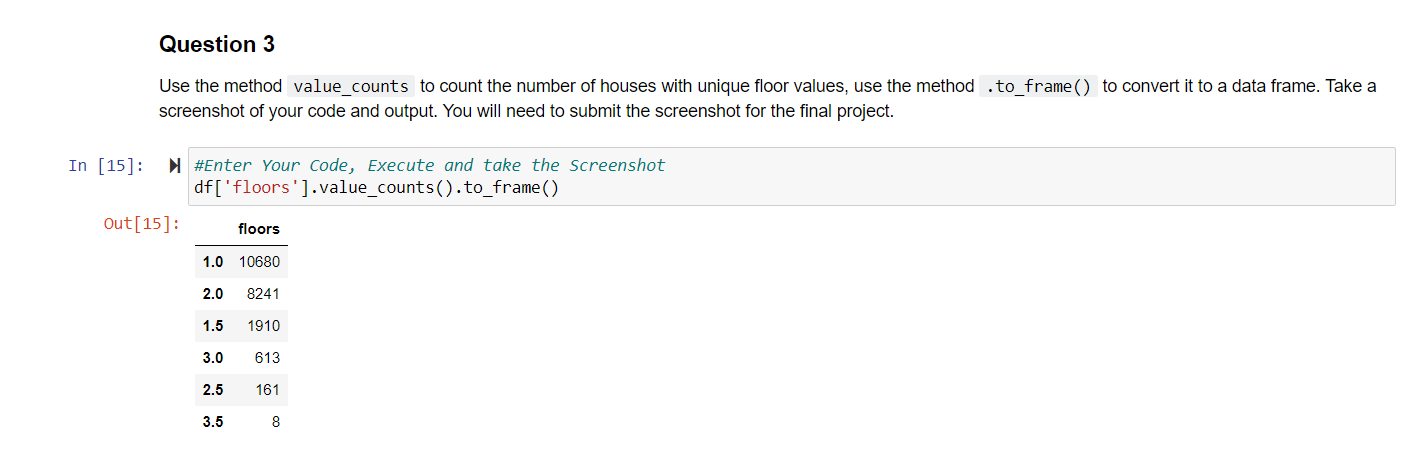 Question 3
Use the method value_counts to count the number of houses with unique floor values, use the method .to_frame() to convert it to a data frame. Take a
screenshot of your code and output. You will need to submit the screenshot for the final project.
In [15]:
#Enter Your Code, Execute and take the Screenshot
df['floors'].value_counts().to_frame()
Out[15]:
floors
1.0 10680
2.0 8241
1.5 1910
3.0 613
2.5 161
3.5 8